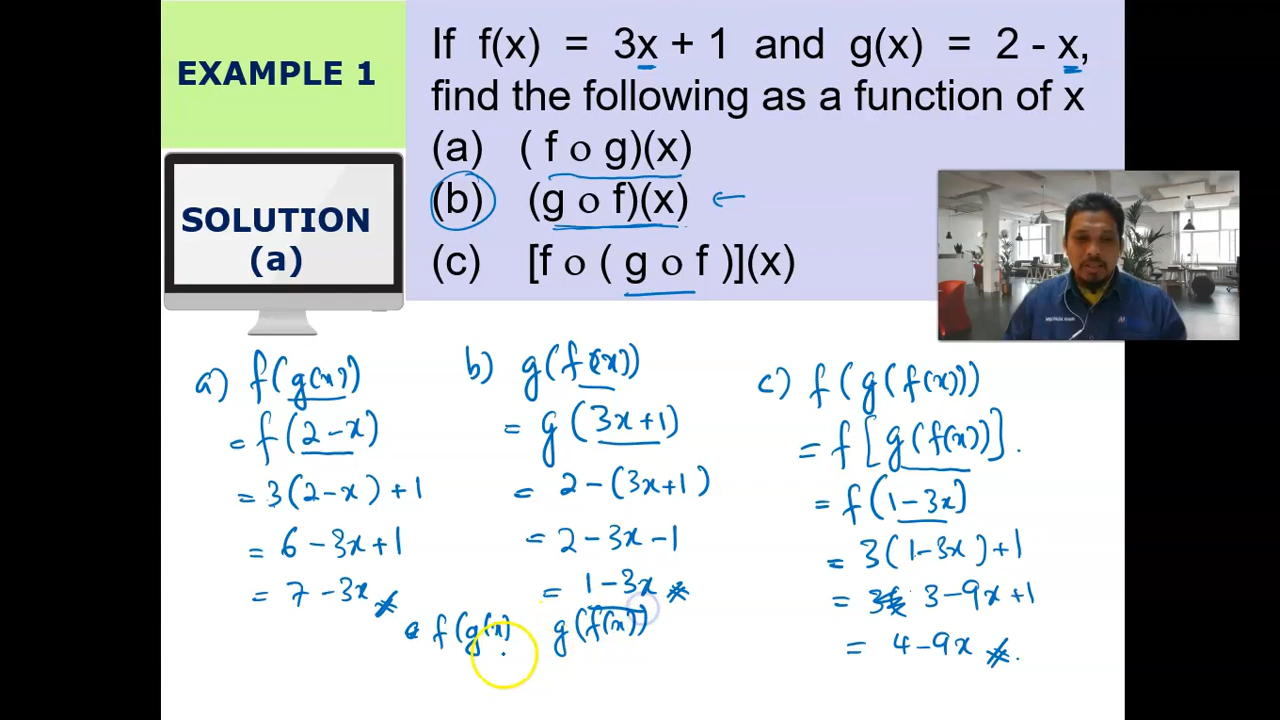 EXAMPLE 1
If f(x) = 3x + 1 and g(x) = 2 - x,
find the following as a function of x
(a) ( f o g)(x)
(b) (g o f)(x) ←
(c) [f o ( g o f )](x)
SOLUTION
(a)
a) f(g(x))
= f(2-x)
= 3(2-x)+1
= 6-3x+1
= 7-3x
b) g(f(x))
= g(3x+1)
= 2-(3x+1)
= 2-3x-1
= 1-3x
f(g(x) g(f(x))
c) f(g(f(x)))
= f[g(f(x))].
= f(1-3x)
= 3(1-3x)+1
= 3-9x+1
= 4-9x